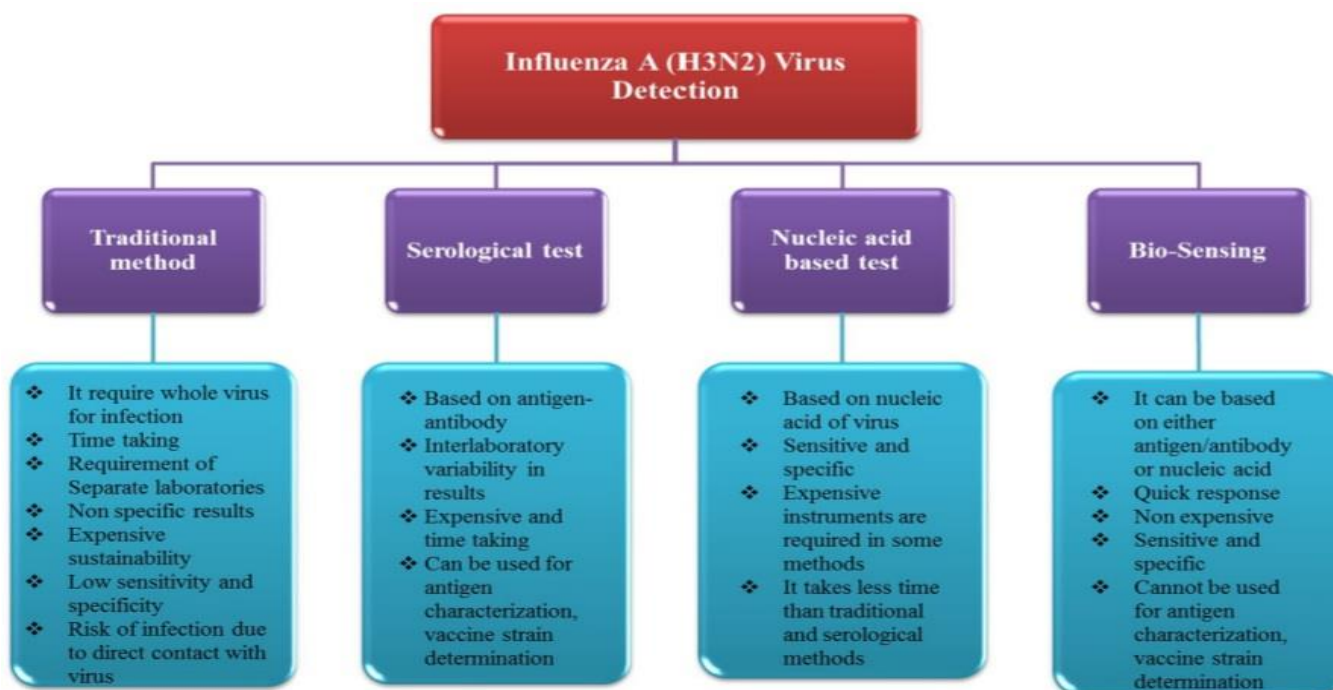 Influenza A (H3N2) Virus
Detection
Traditional
method
Serological test
Nucleic acid
based test
Bio-Sensing
❖ It require whole virus
for infection
❖ Time taking
❖ Requirement of
Separate laboratories
❖ Non specific results
❖ Expensive
sustainability
❖ Low sensitivity and
specificity
❖ Risk of infection due
to direct contact with
virus
❖ Based on antigen-
antibody
❖ Interlaboratory
variability in
results
❖ Expensive and
time taking
❖ Can be used for
antigen
characterization,
vaccine strain
determination
❖ Based on nucleic
acid of virus
❖ Sensitive and
specific
❖ Expensive
instruments are
required in some
methods
❖ It takes less time
than traditional
and serological
methods
❖ It can be based
on either
antigen/antibody
or nucleic acid
❖ Quick response
❖ Non expensive
❖ Sensitive and
specific
❖ Cannot be used
for antigen
characterization,
vaccine strain
determination